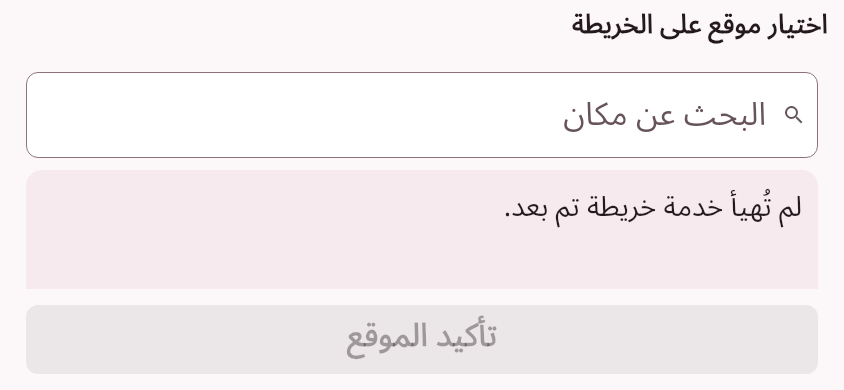 اختيار موقع على الخريطة
البحث عن مكان
لم تُهيأ خدمة خريطة تم بعد.
تأكيد الموقع